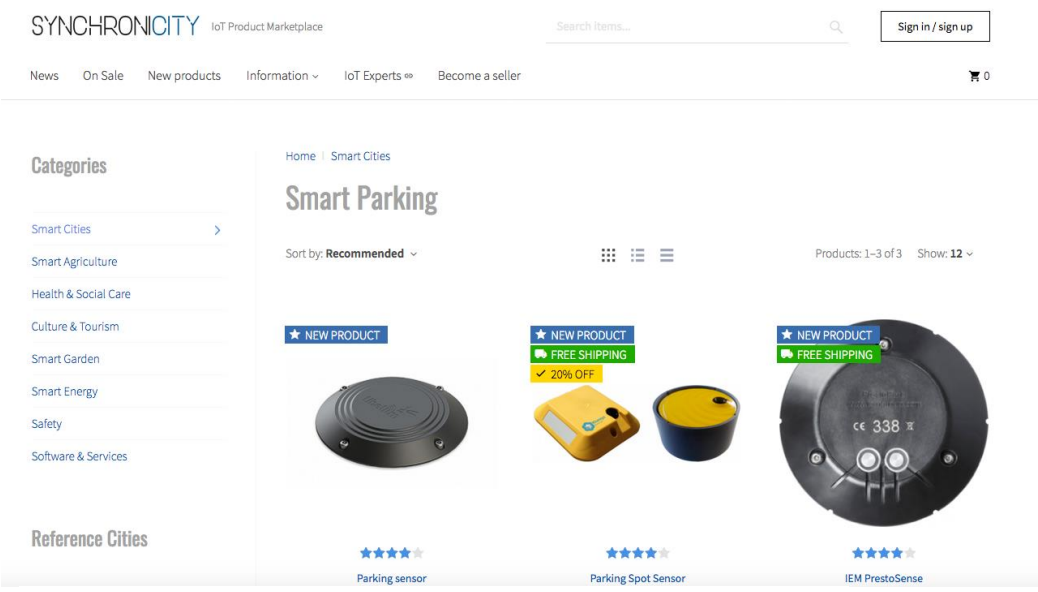 SYNCHRONICITY IoT Product Marketplace
Search Items...
Sign in / sign up
News On Sale New products Information IoT Experts Become a seller 0
Categories
Smart Cities
Smart Agriculture
Health & Social Care
Culture & Tourism
Smart Garden
Smart Energy
Safety
Software & Services
Reference Cities
Home | Smart Cities
Smart Parking
Sort by: Recommended
Products: 1–3 of 3 Show: 12
NEW PRODUCT
Parking sensor
NEW PRODUCT
FREE SHIPPING
20% OFF
Parking Spot Sensor
NEW PRODUCT
FREE SHIPPING
CE 338
IEM PrestoSense